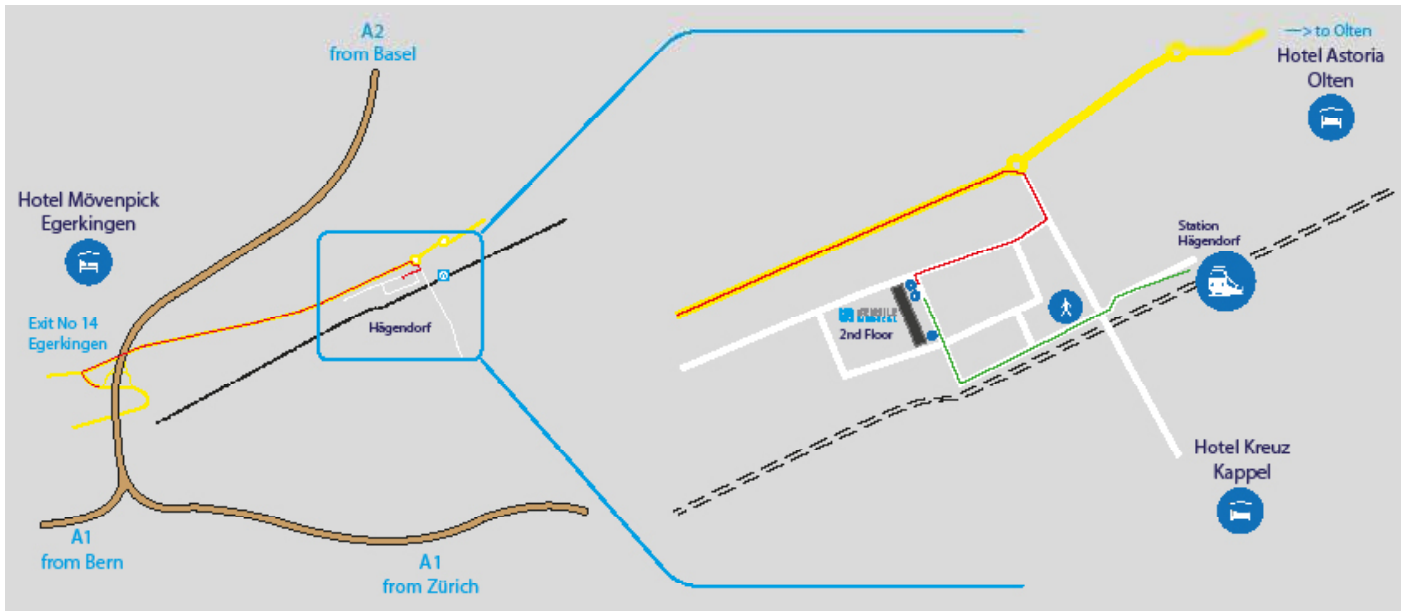 A2
from Basel
Hotel Mövenpick
Egerkingen
Exit No 14
Egerkingen
Hägendorf
A1
from Bern
A1
from Zürich
—> to Olten
Hotel Astoria
Olten
Station
Hägendorf
2nd Floor
Hotel Kreuz
Kappel